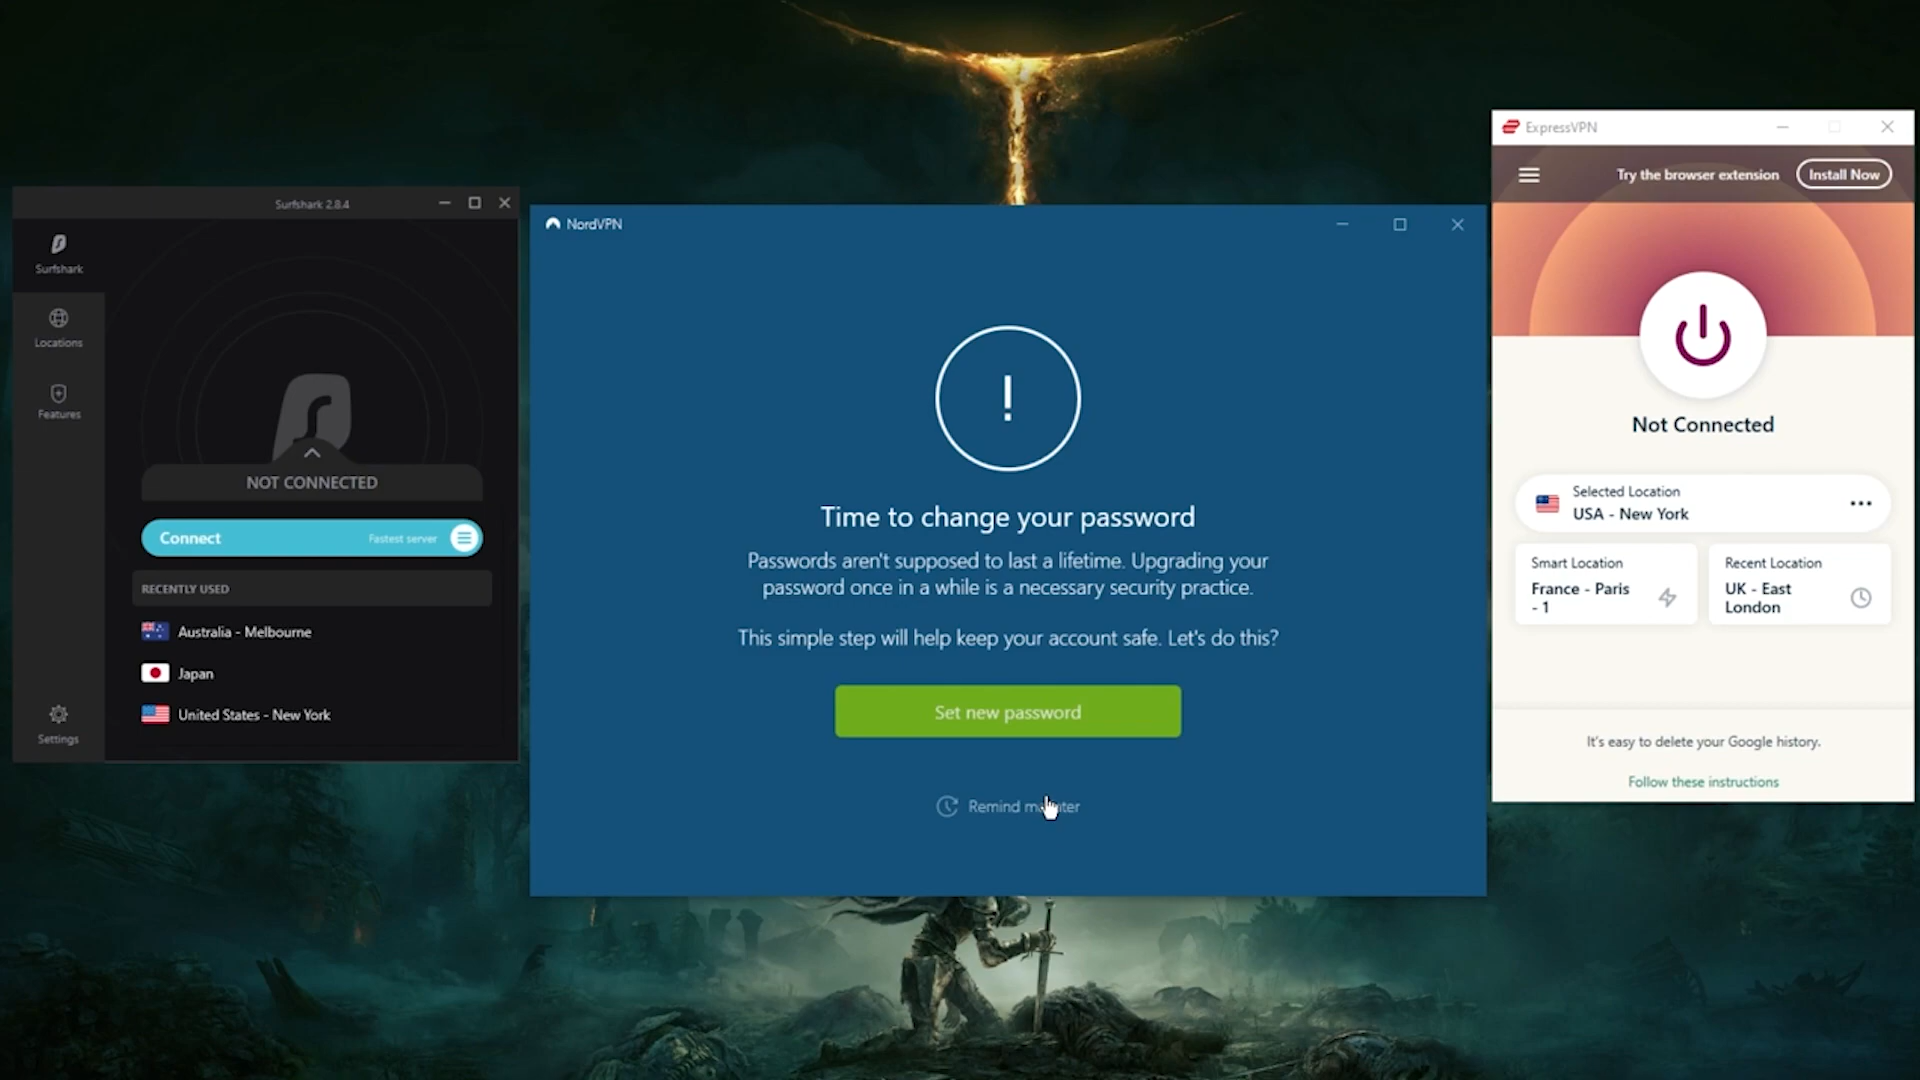 Surfshark 2.8.4
Surfshark
Locations
Features
NOT CONNECTED
Connect
Fastest server
RECENTLY USED
Australia - Melbourne
Japan
United States - New York
Settings
NordVPN
!
Time to change your password
Passwords aren't supposed to last a lifetime. Upgrading your
password once in a while is a necessary security practice.
This simple step will help keep your account safe. Let's do this?
Set new password
Remind
ExpressVPN
Try the browser extension
Install Now
Not Connected
Selected Location
USA - New York
Smart Location
France - Paris
- 1
Recent Location
UK - East
London
It's easy to delete your Google history.
Follow these instructions